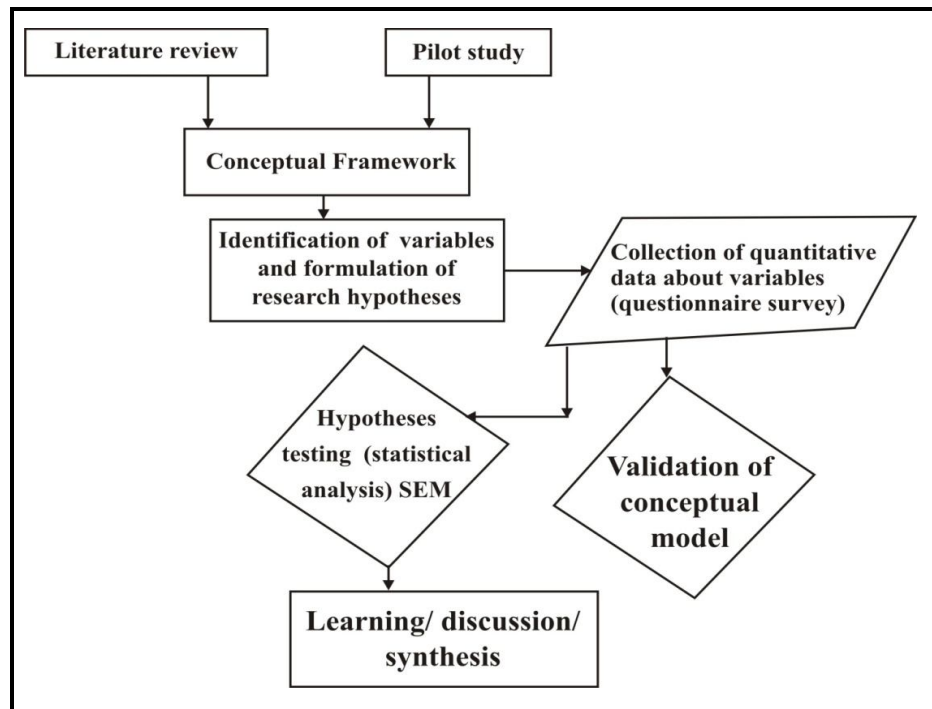 Literature review
Pilot study
Conceptual Framework
Identification of variables
and formulation of
research hypotheses
Collection of quantitative
data about variables
(questionnaire survey)
Hypotheses
testing (statistical
analysis) SEM
Validation of
conceptual
model
Learning/ discussion/
synthesis